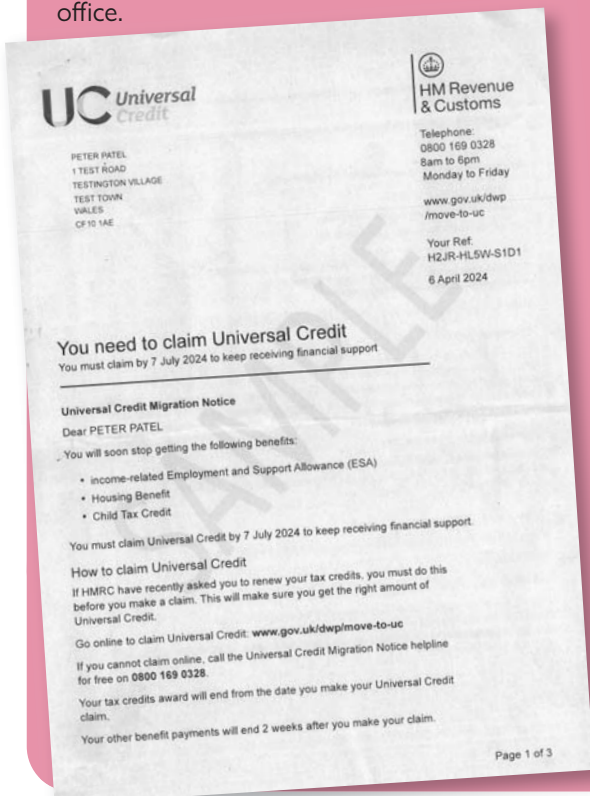 office.
UC Universal
Credit
HM Revenue
& Customs
Telephone:
0800 169 0328
8am to 6pm
Monday to Friday
www.gov.uk/dwp
/move-to-uc
Your Ref:
H2JR-HL5W-S1D1
6 April 2024
PETER PATEL
1 TEST ROAD
TESTINGTON VILLAGE
TEST TOWN
WALES
CF10 1AE
SAMPLE
You need to claim Universal Credit
You must claim by 7 July 2024 to keep receiving financial support
Universal Credit Migration Notice
Dear PETER PATEL
You will soon stop getting the following benefits:
• income-related Employment and Support Allowance (ESA)
• Housing Benefit
• Child Tax Credit
You must claim Universal Credit by 7 July 2024 to keep receiving financial support.
How to claim Universal Credit
If HMRC have recently asked you to renew your tax credits, you must do this
before you make a claim. This will make sure you get the right amount of
Universal Credit.
Go online to claim Universal Credit: www.gov.uk/dwp/move-to-uc
If you cannot claim online, call the Universal Credit Migration Notice helpline
for free on 0800 169 0328.
Your tax credits award will end from the date you make your Universal Credit
claim.
Your other benefit payments will end 2 weeks after you make your claim.
Page 1 of 3